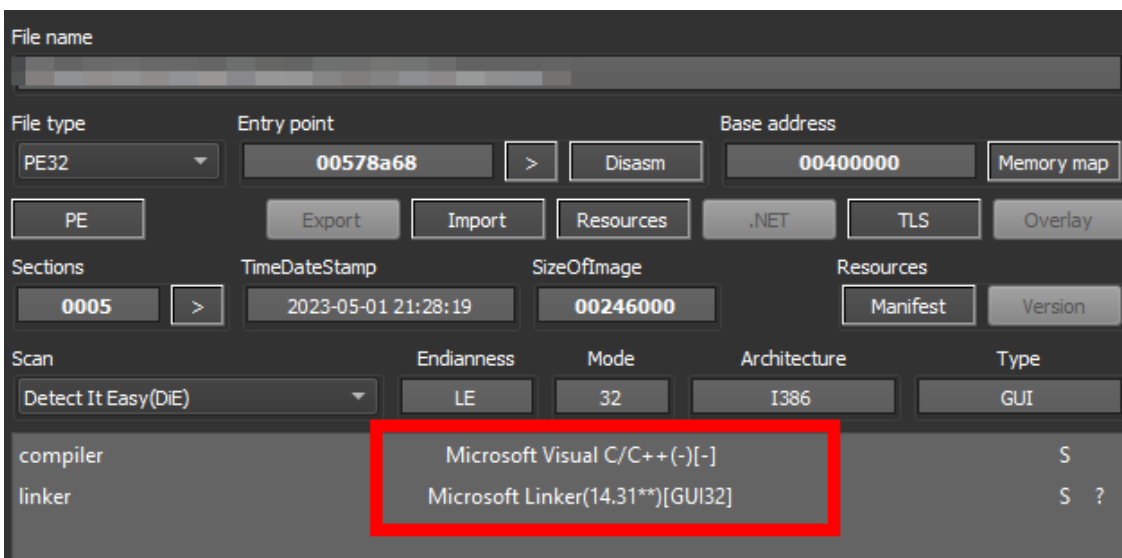 File name
File type Entry point Base address
PE32 00578a68 > Disasm 00400000 Memory map
PE Export Import Resources .NET TLS Overlay
Sections TimeDateStamp SizeOfImage Resources
0005 > 2023-05-01 21:28:19 00246000 Manifest Version
Scan Endianness Mode Architecture Type
Detect It Easy(DiE) LE 32 I386 GUI
compiler Microsoft Visual C/C++(-)[-] S
linker Microsoft Linker(14.31**)[GUI32] S ?